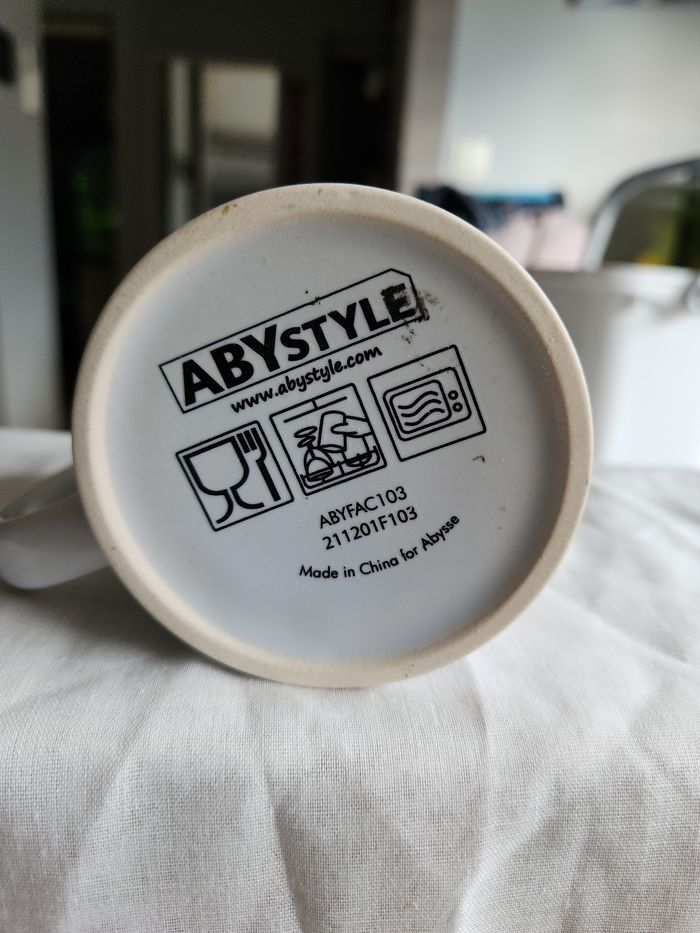 ABYSTYLE
www.abystyle.com
ABYFAC103
211201F103
Made in China for Abysse